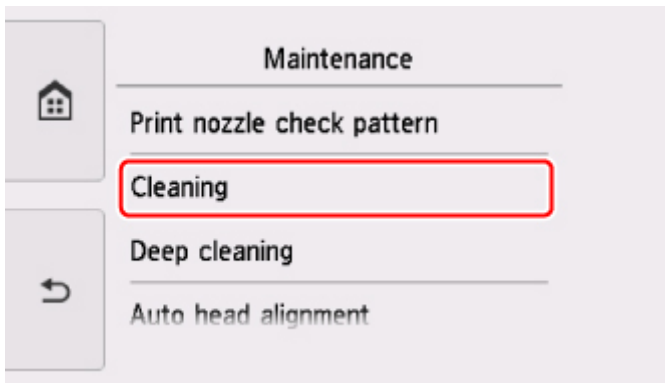 Maintenance
Print nozzle check pattern
Cleaning
Deep cleaning
Auto head alignment